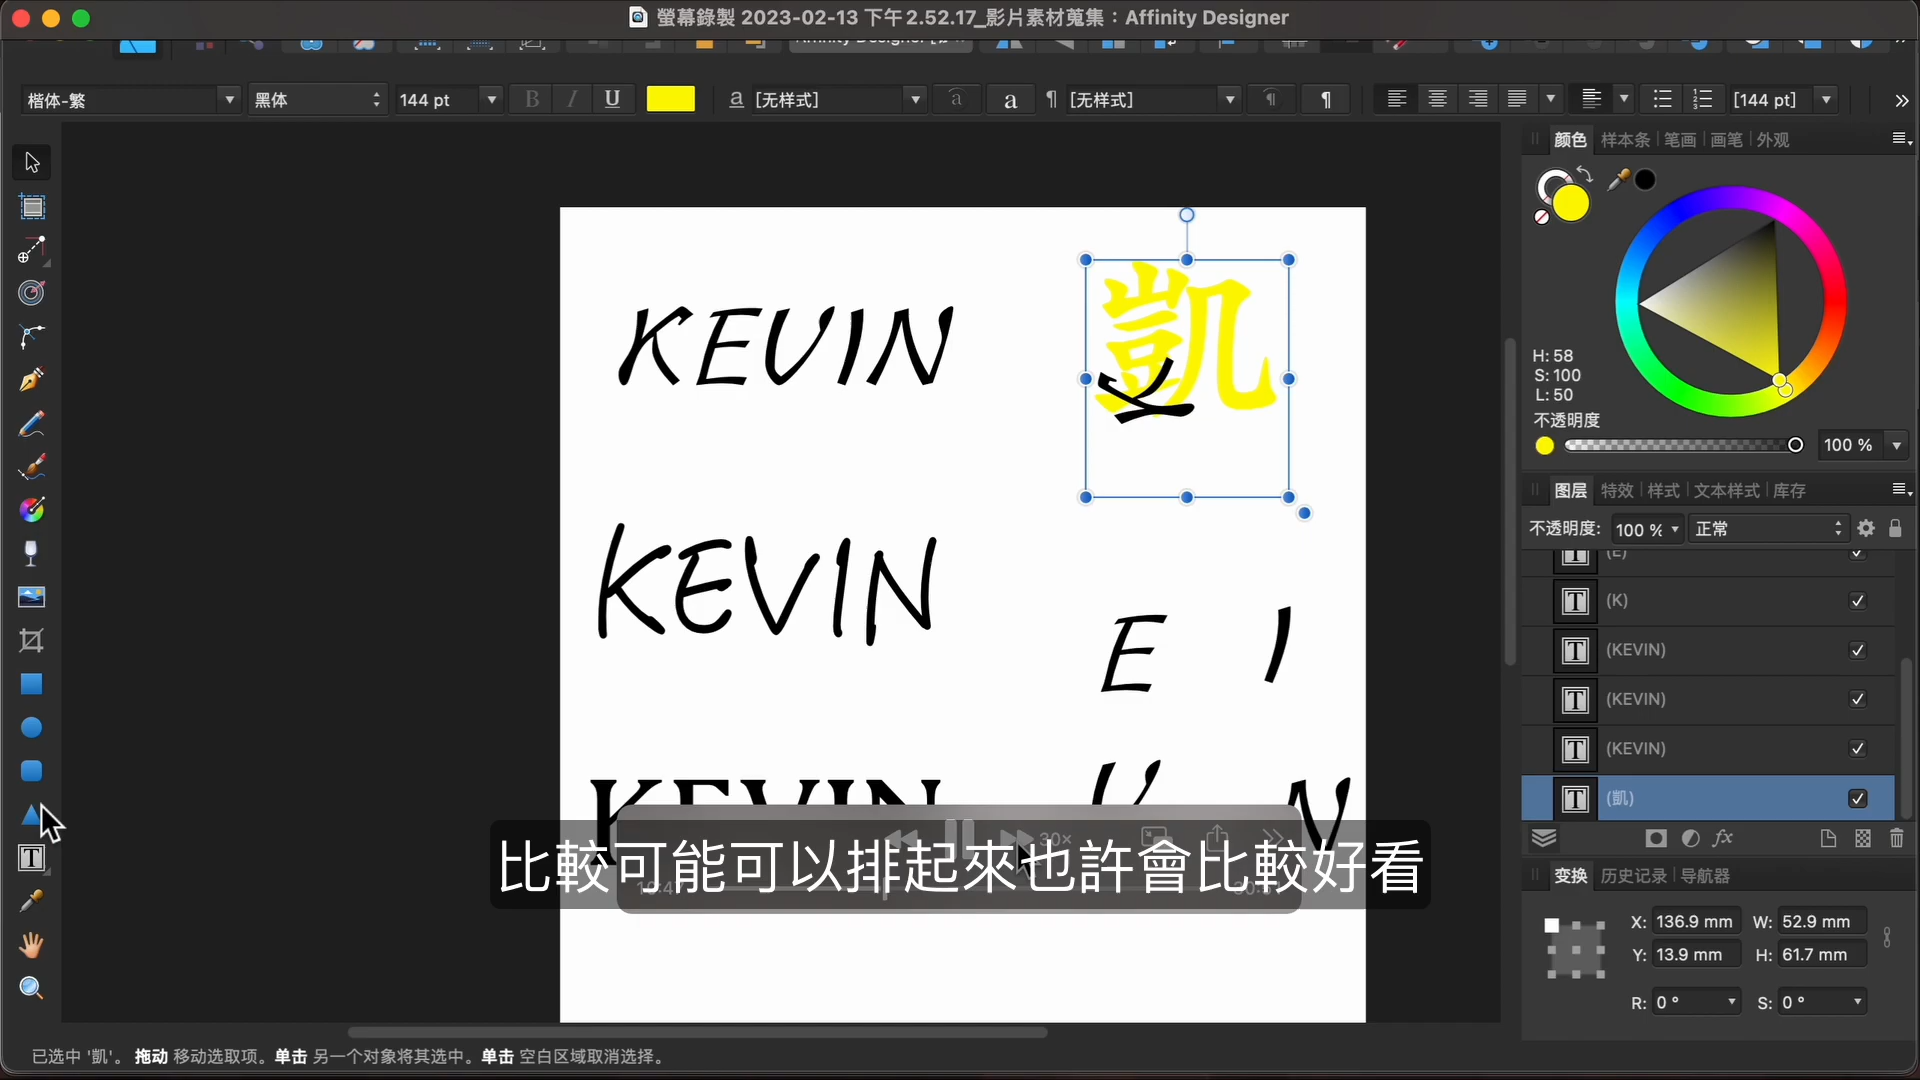 螢幕錄製 2023-02-13 下午2.52.17_影片素材蒐集：Affinity Designer
楷体-繁 黑体 144 pt B I U a [无样式] a a ¶ [无样式] ¶ ¶ [144 pt]
颜色 样本条 笔画 画笔 外观
H: 58
S: 100
L: 50
不透明度
100 %
图层 特效 样式 文本样式 库存
不透明度: 100 % 正常
(E)
(K)
(KEVIN)
(KEVIN)
(KEVIN)
(凱)
fx
变换 历史记录 导航器
X: 136.9 mm W: 52.9 mm
Y: 13.9 mm H: 61.7 mm
R: 0 ° S: 0 °
KEVIN
凱
K
KEVIN
E I
KEVIN
V N
30×
比較可能可以排起來也許會比較好看
已选中 '凱'。 拖动 移动选取项。 单击 另一个对象将其选中。 单击 空白区域取消选择。